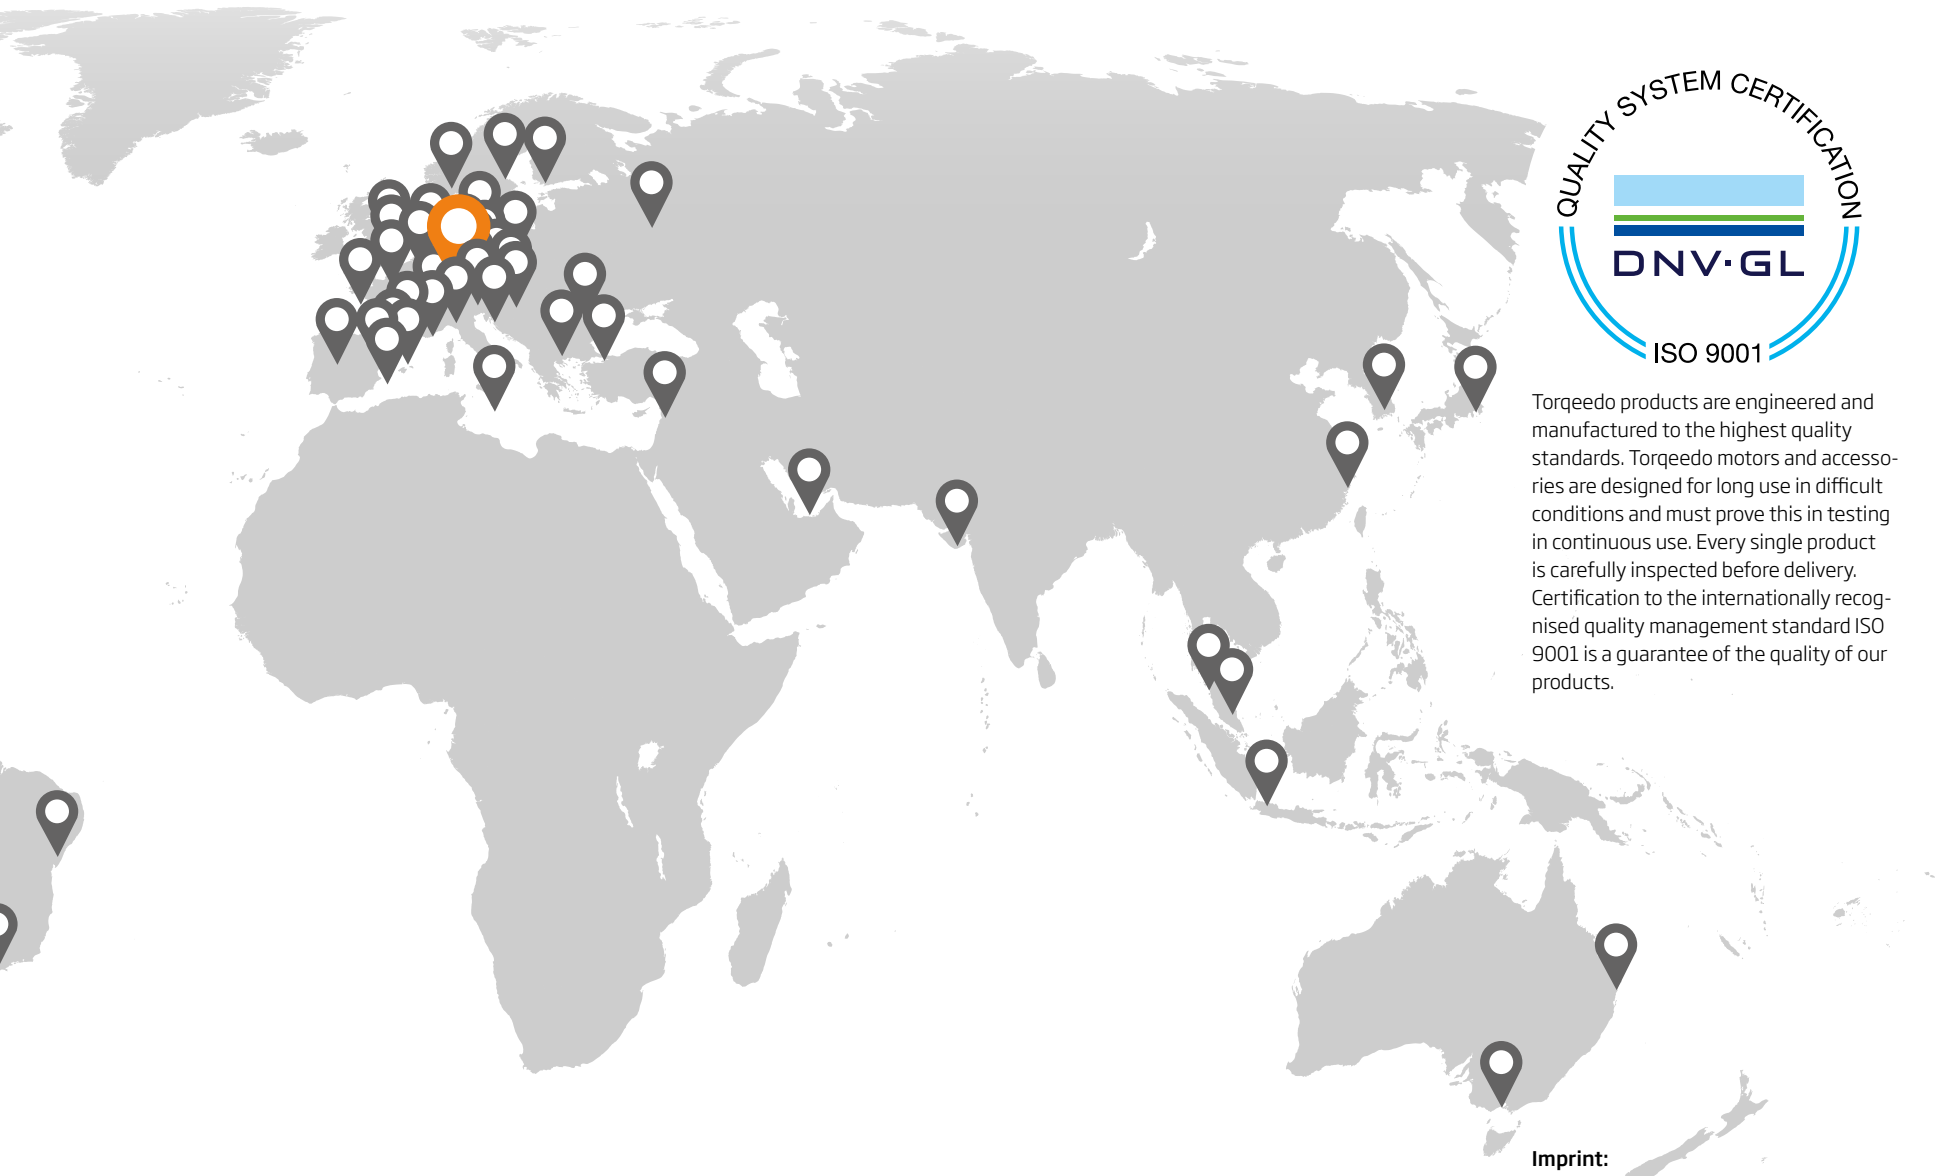 QUALITY SYSTEM CERTIFICATION
DNV·GL
ISO 9001
Torqeedo products are engineered and
manufactured to the highest quality
standards. Torqeedo motors and accesso-
ries are designed for long use in difficult
conditions and must prove this in testing
in continuous use. Every single product
is carefully inspected before delivery.
Certification to the internationally recog-
nised quality management standard ISO
9001 is a guarantee of the quality of our
products.
Imprint: